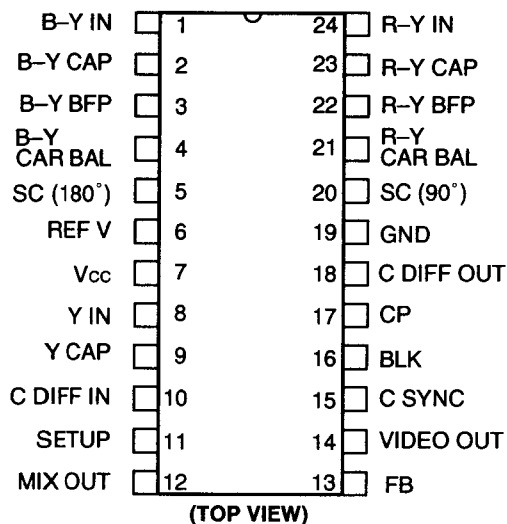 B–Y IN 1 24 R–Y IN
B–Y CAP 2 23 R–Y CAP
B–Y BFP 3 22 R–Y BFP
B–Y CAR BAL 4 21 R–Y CAR BAL
SC (180°) 5 20 SC (90°)
REF V 6 19 GND
Vcc 7 18 C DIFF OUT
Y IN 8 17 CP
Y CAP 9 16 BLK
C DIFF IN 10 15 C SYNC
SETUP 11 14 VIDEO OUT
MIX OUT 12 13 FB
(TOP VIEW)